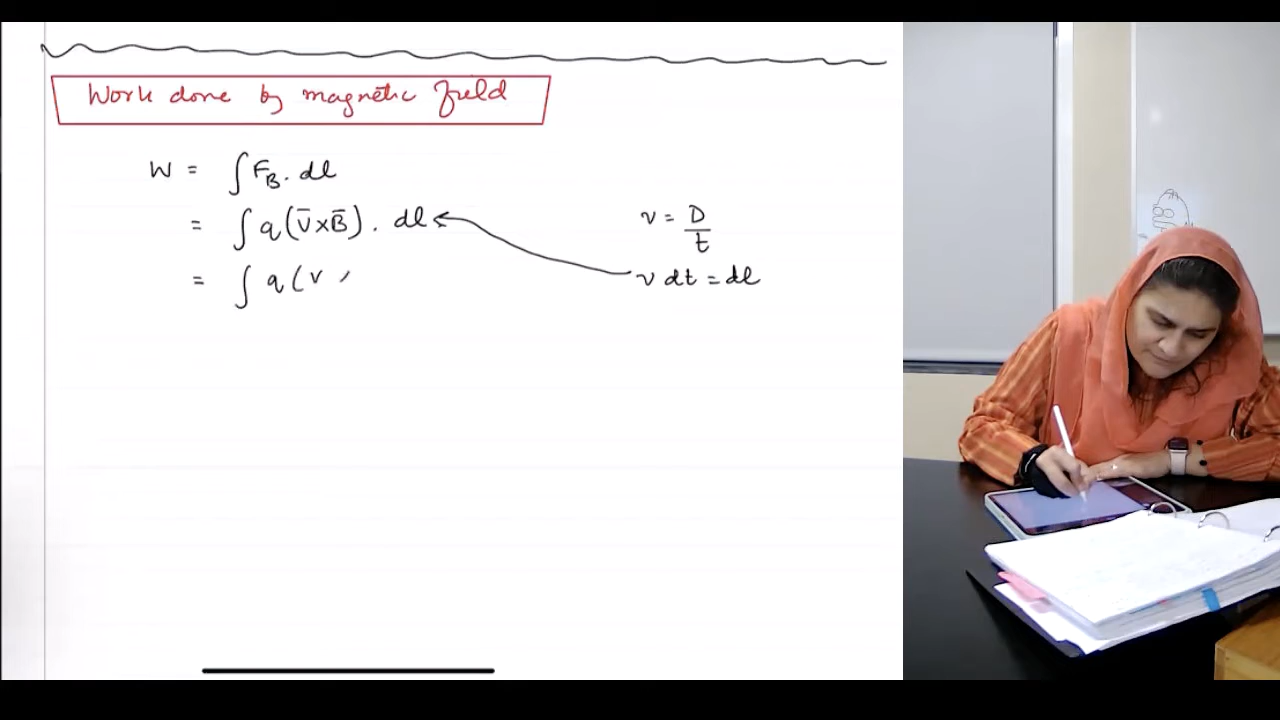 Work done by magnetic field
W = ∫ F_B . dl
= ∫ q (V̄ × B̄) . dl
v = D/t
v dt = dl
= ∫ q (v